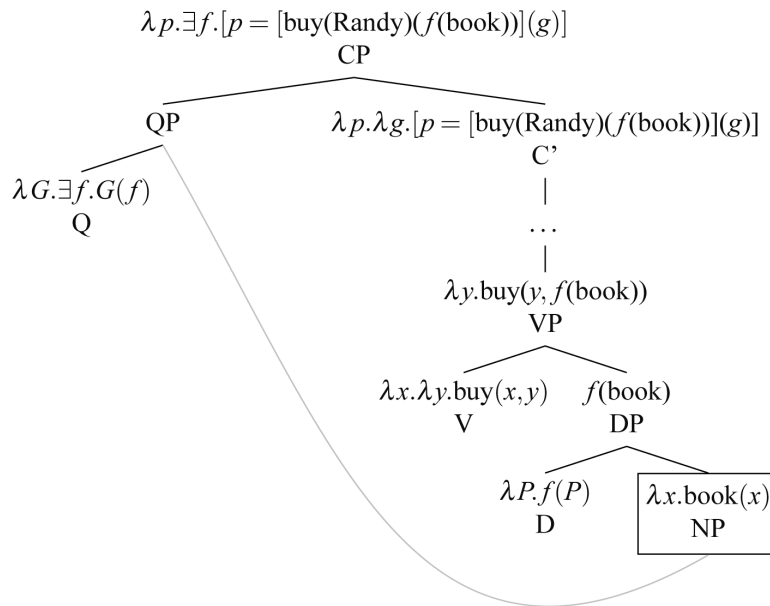 λp.∃f.[p = [buy(Randy)(f(book))](g)]
CP
QP
λp.λg.[p = [buy(Randy)(f(book))](g)]
C’
λG.∃f.G(f)
Q
...
λy.buy(y, f(book))
VP
λx.λy.buy(x,y)
V
f(book)
DP
λP.f(P)
D
λx.book(x)
NP